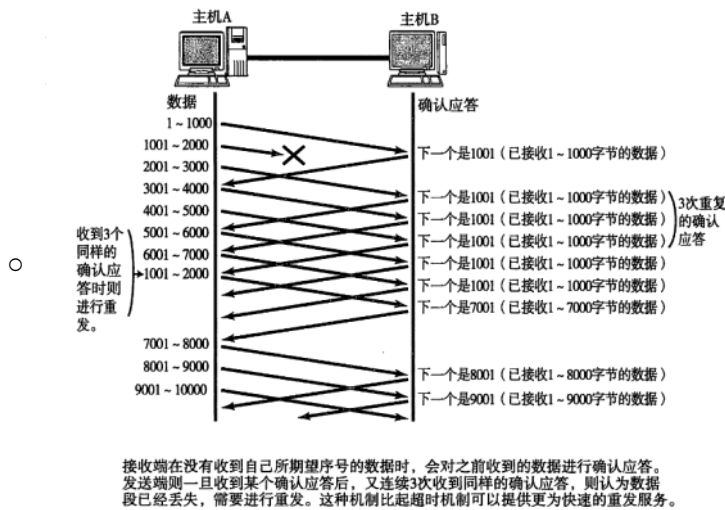 主机A
主机B
数据
确认应答
1~1000
1001~2000
下一个是1001（已接收1~1000字节的数据）
2001~3000
3001~4000
下一个是1001（已接收1~1000字节的数据）
4001~5000
下一个是1001（已接收1~1000字节的数据）
3次重复
的确认
应答
5001~6000
下一个是1001（已接收1~1000字节的数据）
6001~7000
下一个是1001（已接收1~1000字节的数据）
收到3个
同样的
确认应
答时则
进行重
发。
1001~2000
下一个是1001（已接收1~1000字节的数据）
下一个是7001（已接收1~7000字节的数据）
7001~8000
8001~9000
下一个是8001（已接收1~8000字节的数据）
9001~10000
下一个是9001（已接收1~9000字节的数据）
接收端在没有收到自己所期望序号的数据时，会对之前收到的数据进行确认应答。
发送端则一旦收到某个确认应答后，又连续3次收到同样的确认应答，则认为数据
段已经丢失，需要进行重发。这种机制比起超时机制可以提供更为快速的重发服务。